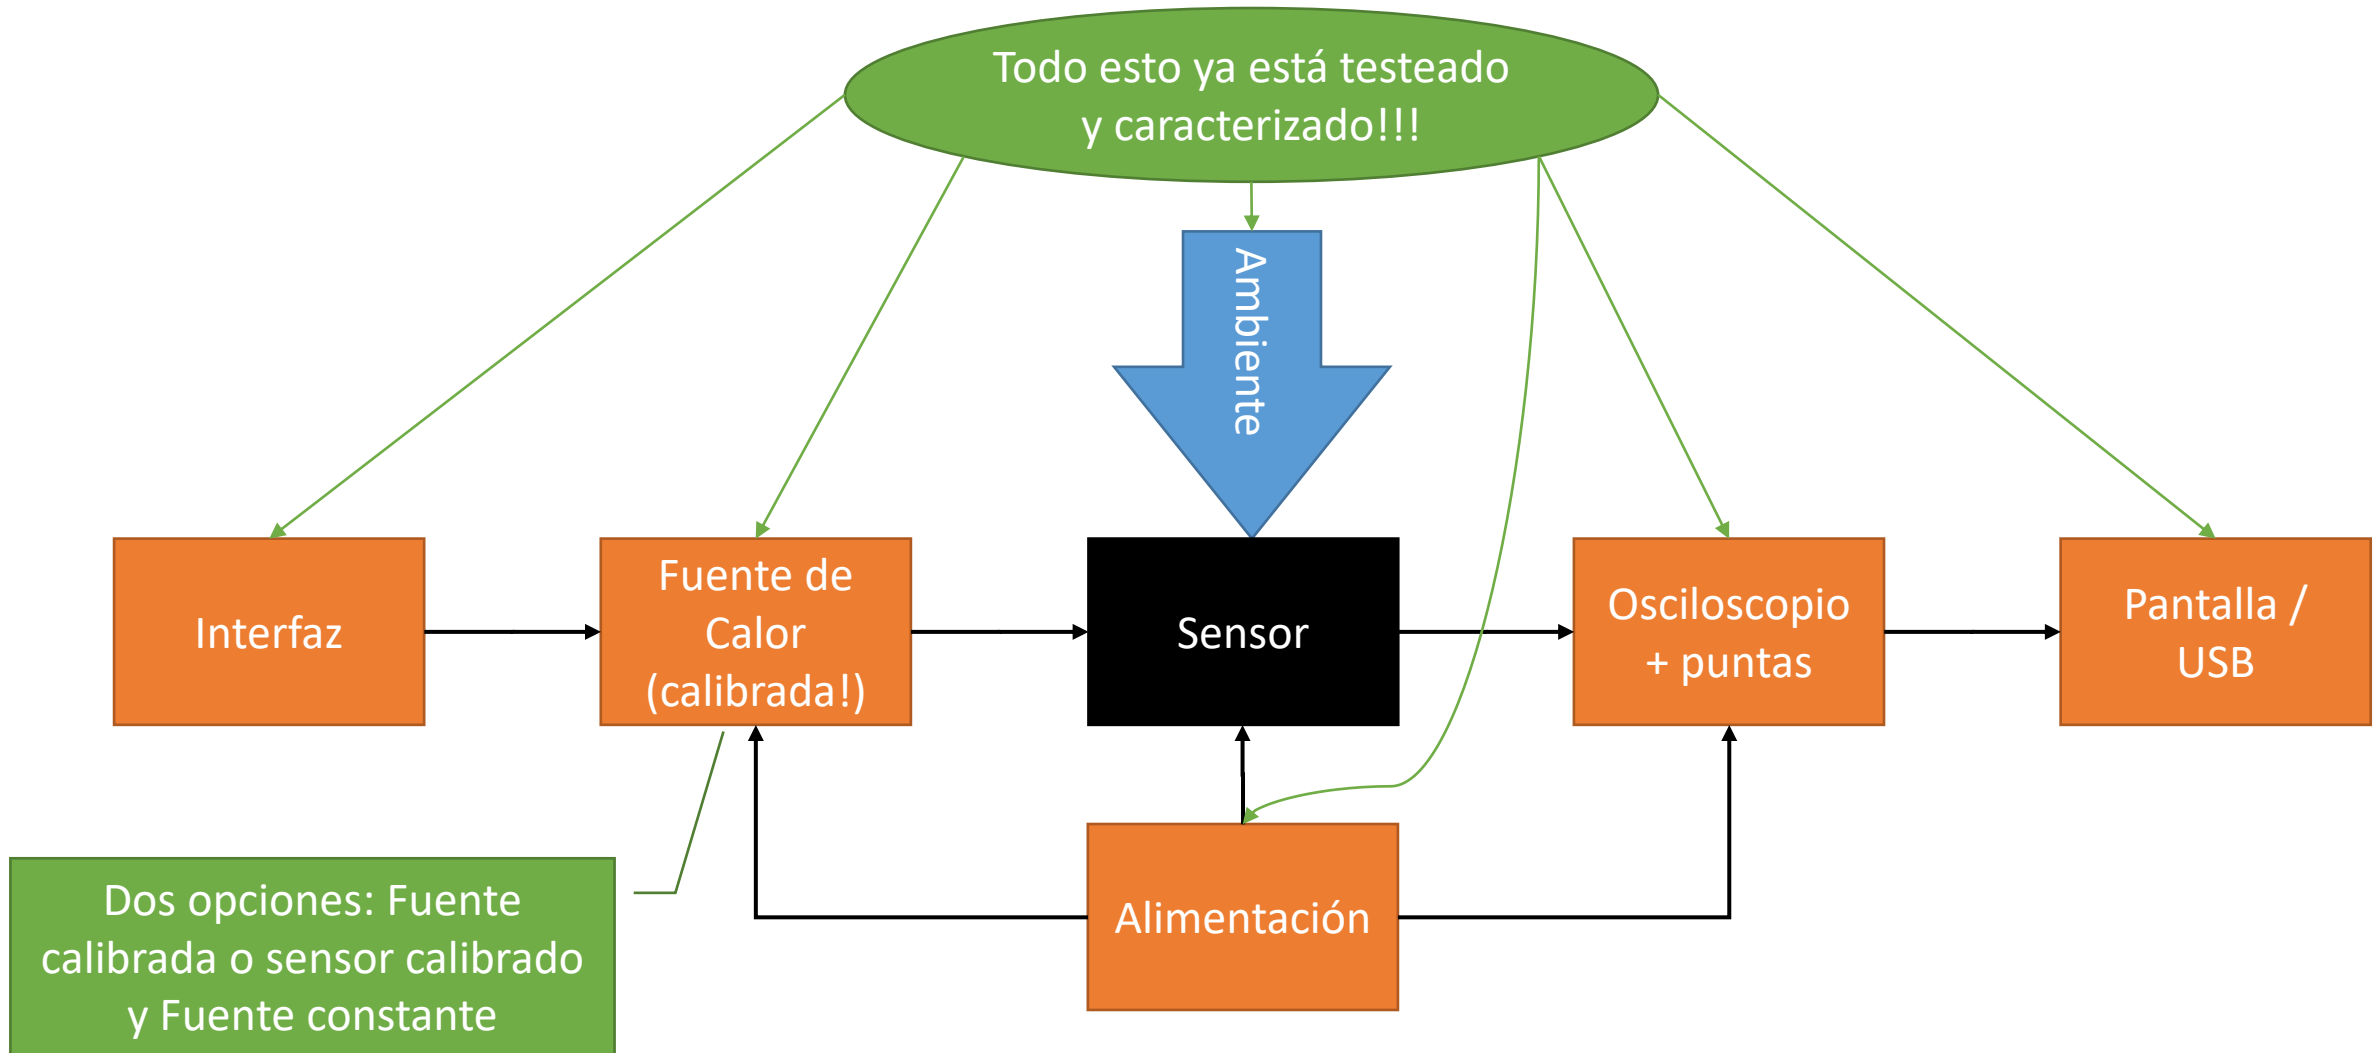 Todo esto ya está testeado
y caracterizado!!!
Ambiente
Interfaz
Fuente de
Calor
(calibrada!)
Sensor
Osciloscopio
+ puntas
Pantalla /
USB
Dos opciones: Fuente
calibrada o sensor calibrado
y Fuente constante
Alimentación